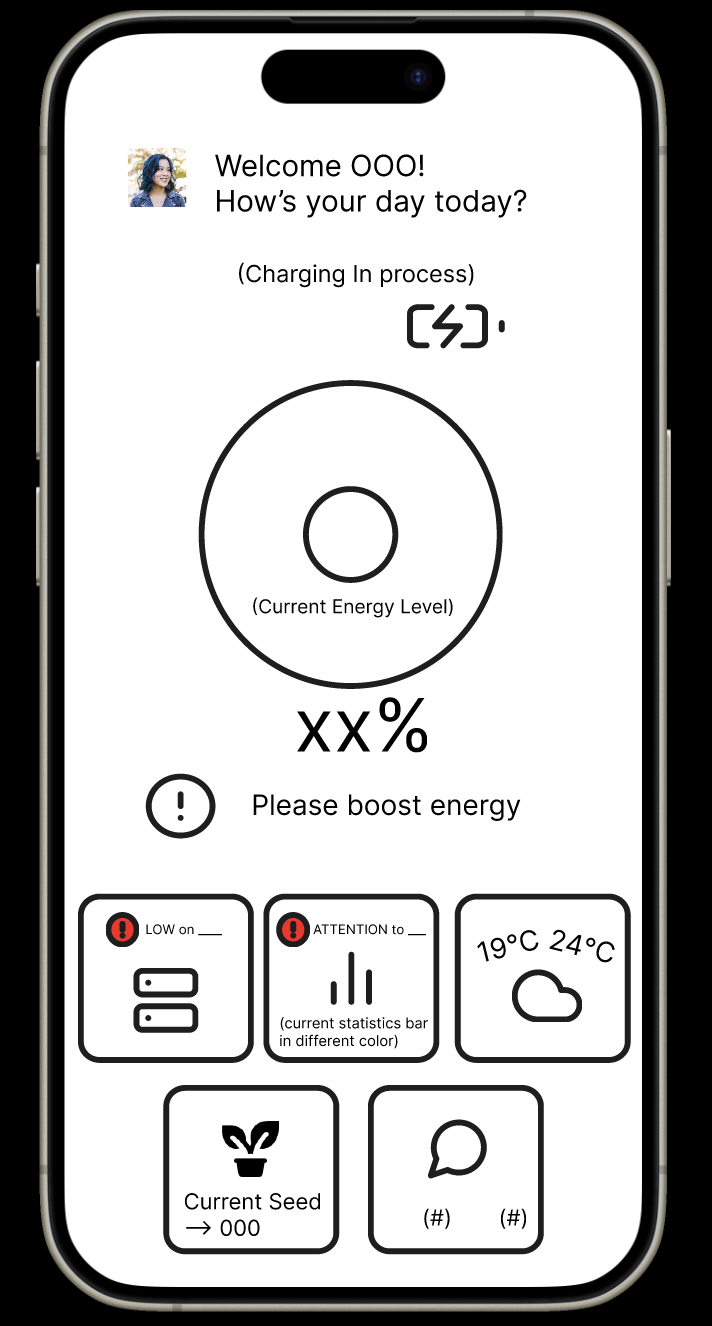 Welcome OOO!
How's your day today?
(Charging In process)
(Current Energy Level)
xx%
Please boost energy
LOW on ___
ATTENTION to __
(current statistics bar
in different color)
19°C 24°C
Current Seed
→ 000
(#) (#)